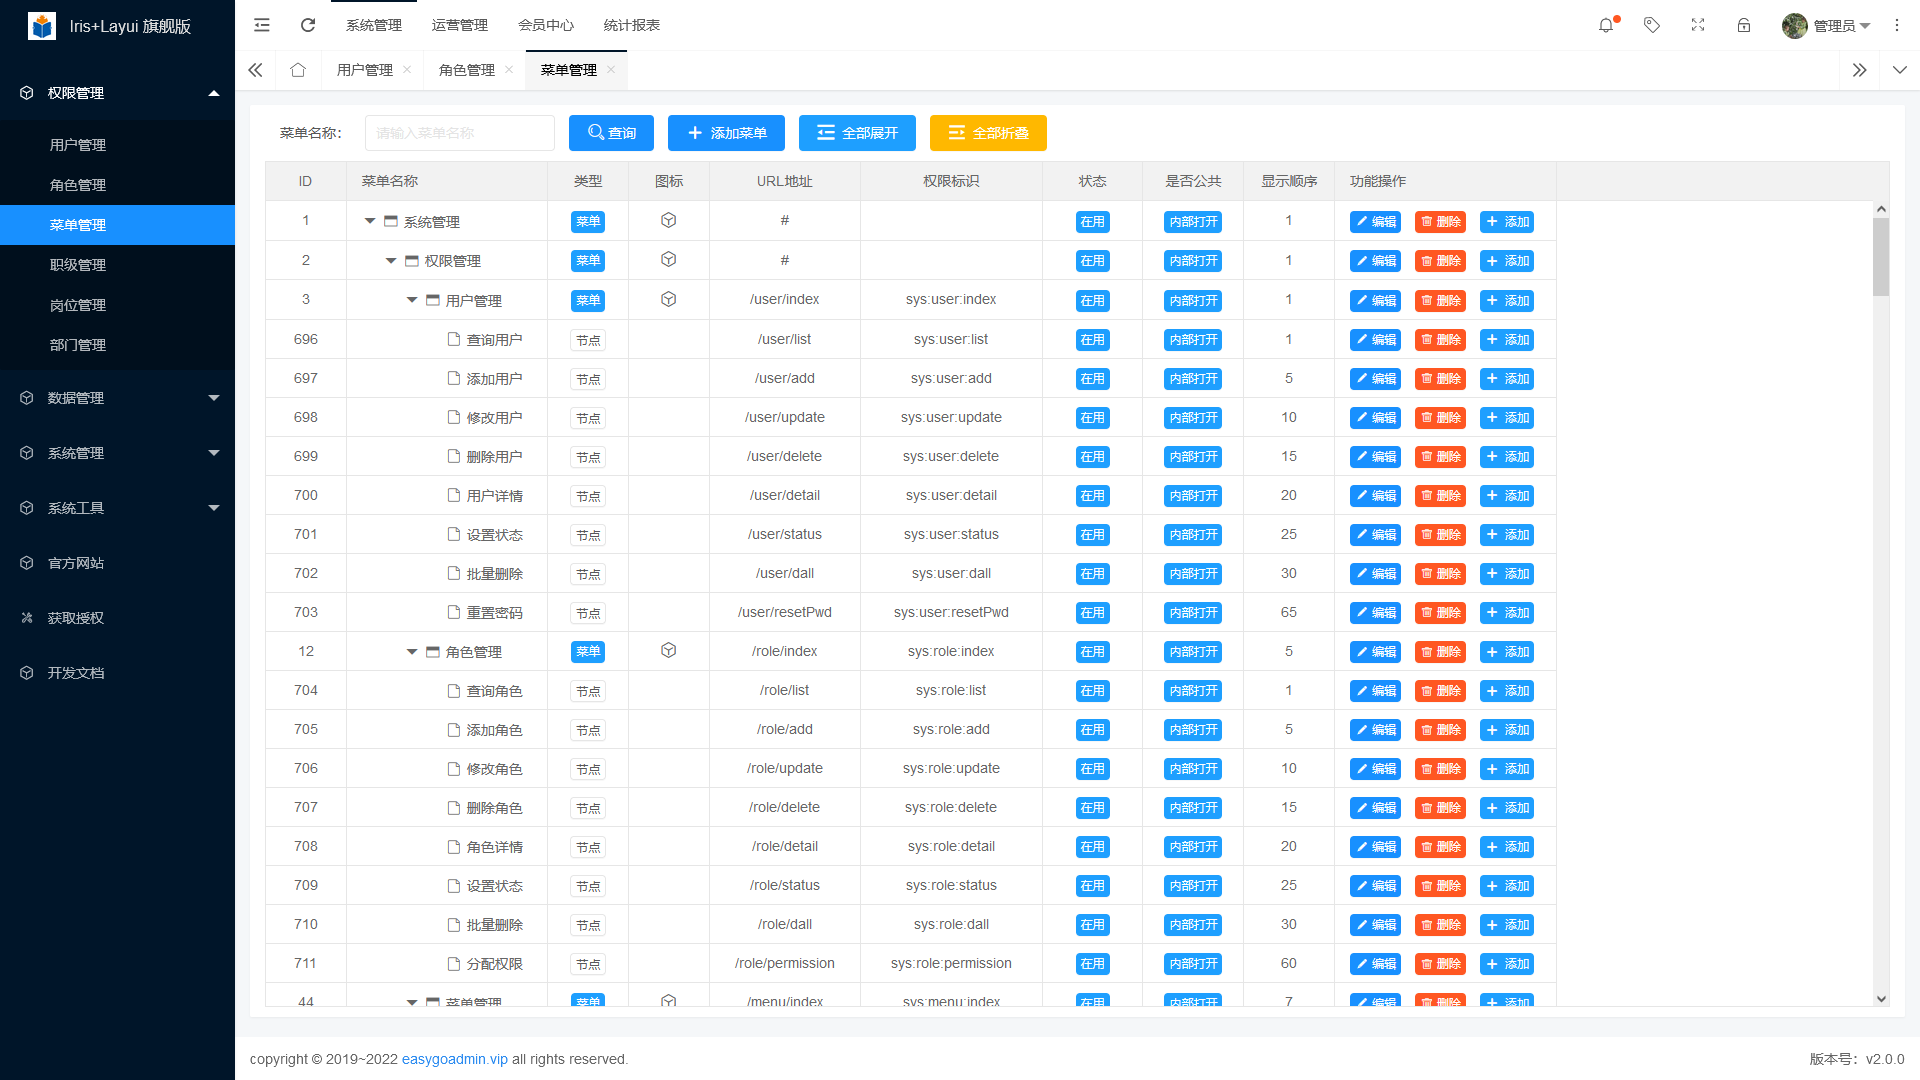 Iris+Layui 旗舰版
系统管理 运营管理 会员中心 统计报表 管理员
用户管理 角色管理 菜单管理
权限管理
用户管理
角色管理
菜单管理
职级管理
岗位管理
部门管理
数据管理
系统管理
系统工具
官方网站
获取授权
开发文档
菜单名称： 请输入菜单名称 查询 添加菜单 全部展开 全部折叠
ID 菜单名称 类型 图标 URL地址 权限标识 状态 是否公共 显示顺序 功能操作
1 系统管理 菜单 # 在用 内部打开 1 编辑 删除 添加
2 权限管理 菜单 # 在用 内部打开 1 编辑 删除 添加
3 用户管理 菜单 /user/index sys:user:index 在用 内部打开 1 编辑 删除 添加
696 查询用户 节点 /user/list sys:user:list 在用 内部打开 1 编辑 删除 添加
697 添加用户 节点 /user/add sys:user:add 在用 内部打开 5 编辑 删除 添加
698 修改用户 节点 /user/update sys:user:update 在用 内部打开 10 编辑 删除 添加
699 删除用户 节点 /user/delete sys:user:delete 在用 内部打开 15 编辑 删除 添加
700 用户详情 节点 /user/detail sys:user:detail 在用 内部打开 20 编辑 删除 添加
701 设置状态 节点 /user/status sys:user:status 在用 内部打开 25 编辑 删除 添加
702 批量删除 节点 /user/dall sys:user:dall 在用 内部打开 30 编辑 删除 添加
703 重置密码 节点 /user/resetPwd sys:user:resetPwd 在用 内部打开 65 编辑 删除 添加
12 角色管理 菜单 /role/index sys:role:index 在用 内部打开 5 编辑 删除 添加
704 查询角色 节点 /role/list sys:role:list 在用 内部打开 1 编辑 删除 添加
705 添加角色 节点 /role/add sys:role:add 在用 内部打开 5 编辑 删除 添加
706 修改角色 节点 /role/update sys:role:update 在用 内部打开 10 编辑 删除 添加
707 删除角色 节点 /role/delete sys:role:delete 在用 内部打开 15 编辑 删除 添加
708 角色详情 节点 /role/detail sys:role:detail 在用 内部打开 20 编辑 删除 添加
709 设置状态 节点 /role/status sys:role:status 在用 内部打开 25 编辑 删除 添加
710 批量删除 节点 /role/dall sys:role:dall 在用 内部打开 30 编辑 删除 添加
711 分配权限 节点 /role/permission sys:role:permission 在用 内部打开 60 编辑 删除 添加
44 菜单管理 菜单 /menu/index sys:menu:index 在用 内部打开 7 编辑 删除 添加
copyright © 2019~2022 easygoadmin.vip all rights reserved. 版本号：v2.0.0